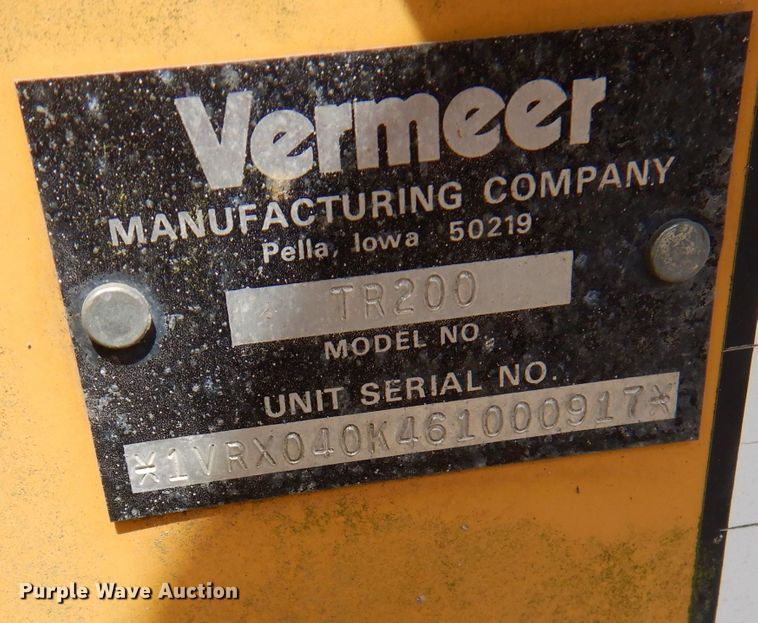 Vermeer
MANUFACTURING COMPANY
Pella, Iowa 50219
TR200
MODEL NO.
UNIT SERIAL NO.
*1VRX040K461000917*
Purple Wave Auction®